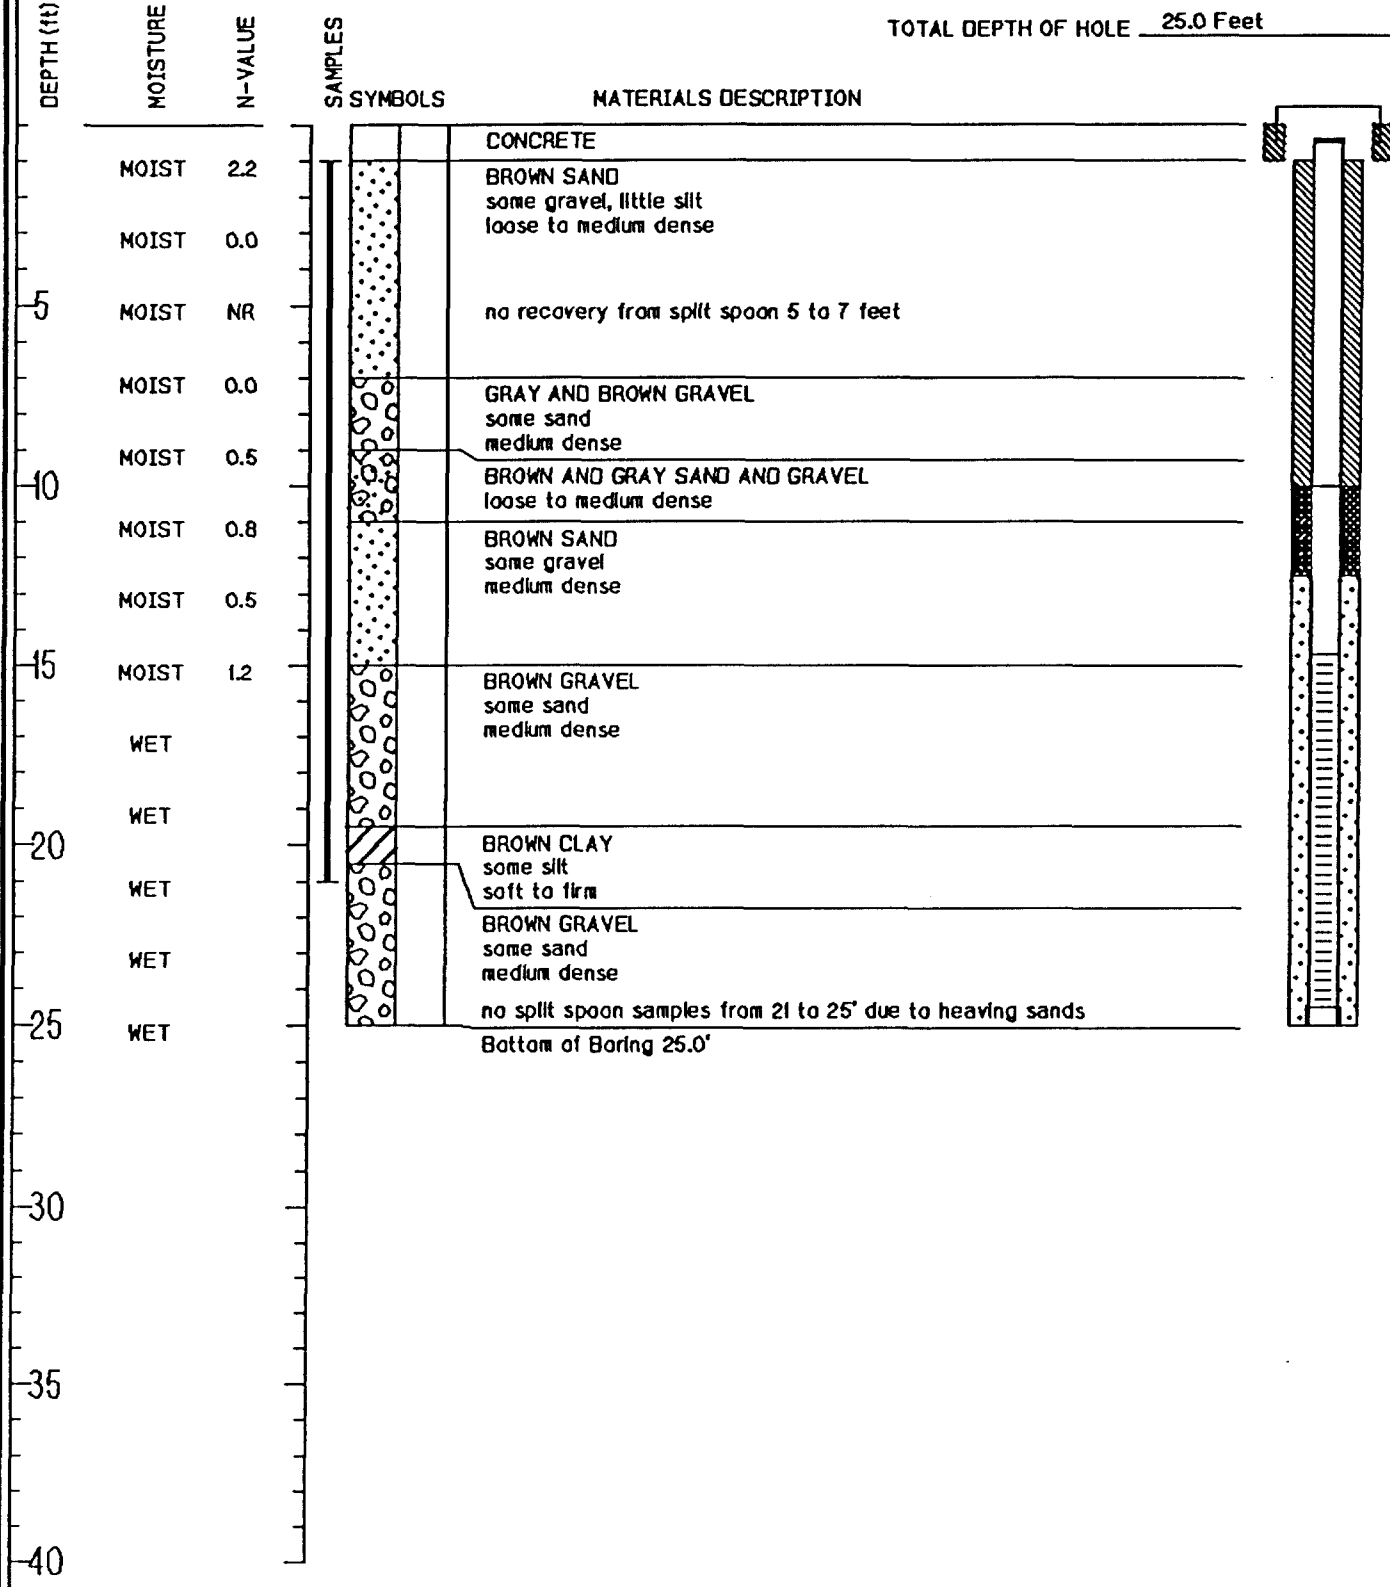 TOTAL DEPTH OF HOLE 25.0 Feet
DEPTH (ft) MOISTURE N-VALUE SAMPLES SYMBOLS MATERIALS DESCRIPTION
CONCRETE
MOIST 2.2 BROWN SAND
some gravel, little silt
loose to medium dense
MOIST 0.0
5 MOIST NR no recovery from split spoon 5 to 7 feet
MOIST 0.0 GRAY AND BROWN GRAVEL
some sand
medium dense
MOIST 0.5
BROWN AND GRAY SAND AND GRAVEL
10 loose to medium dense
MOIST 0.8 BROWN SAND
some gravel
medium dense
MOIST 0.5
15 MOIST 1.2 BROWN GRAVEL
some sand
medium dense
WET
WET
20 BROWN CLAY
some silt
WET soft to firm
BROWN GRAVEL
some sand
WET medium dense
no split spoon samples from 21 to 25' due to heaving sands
25 WET Bottom of Boring 25.0'
30
35
40